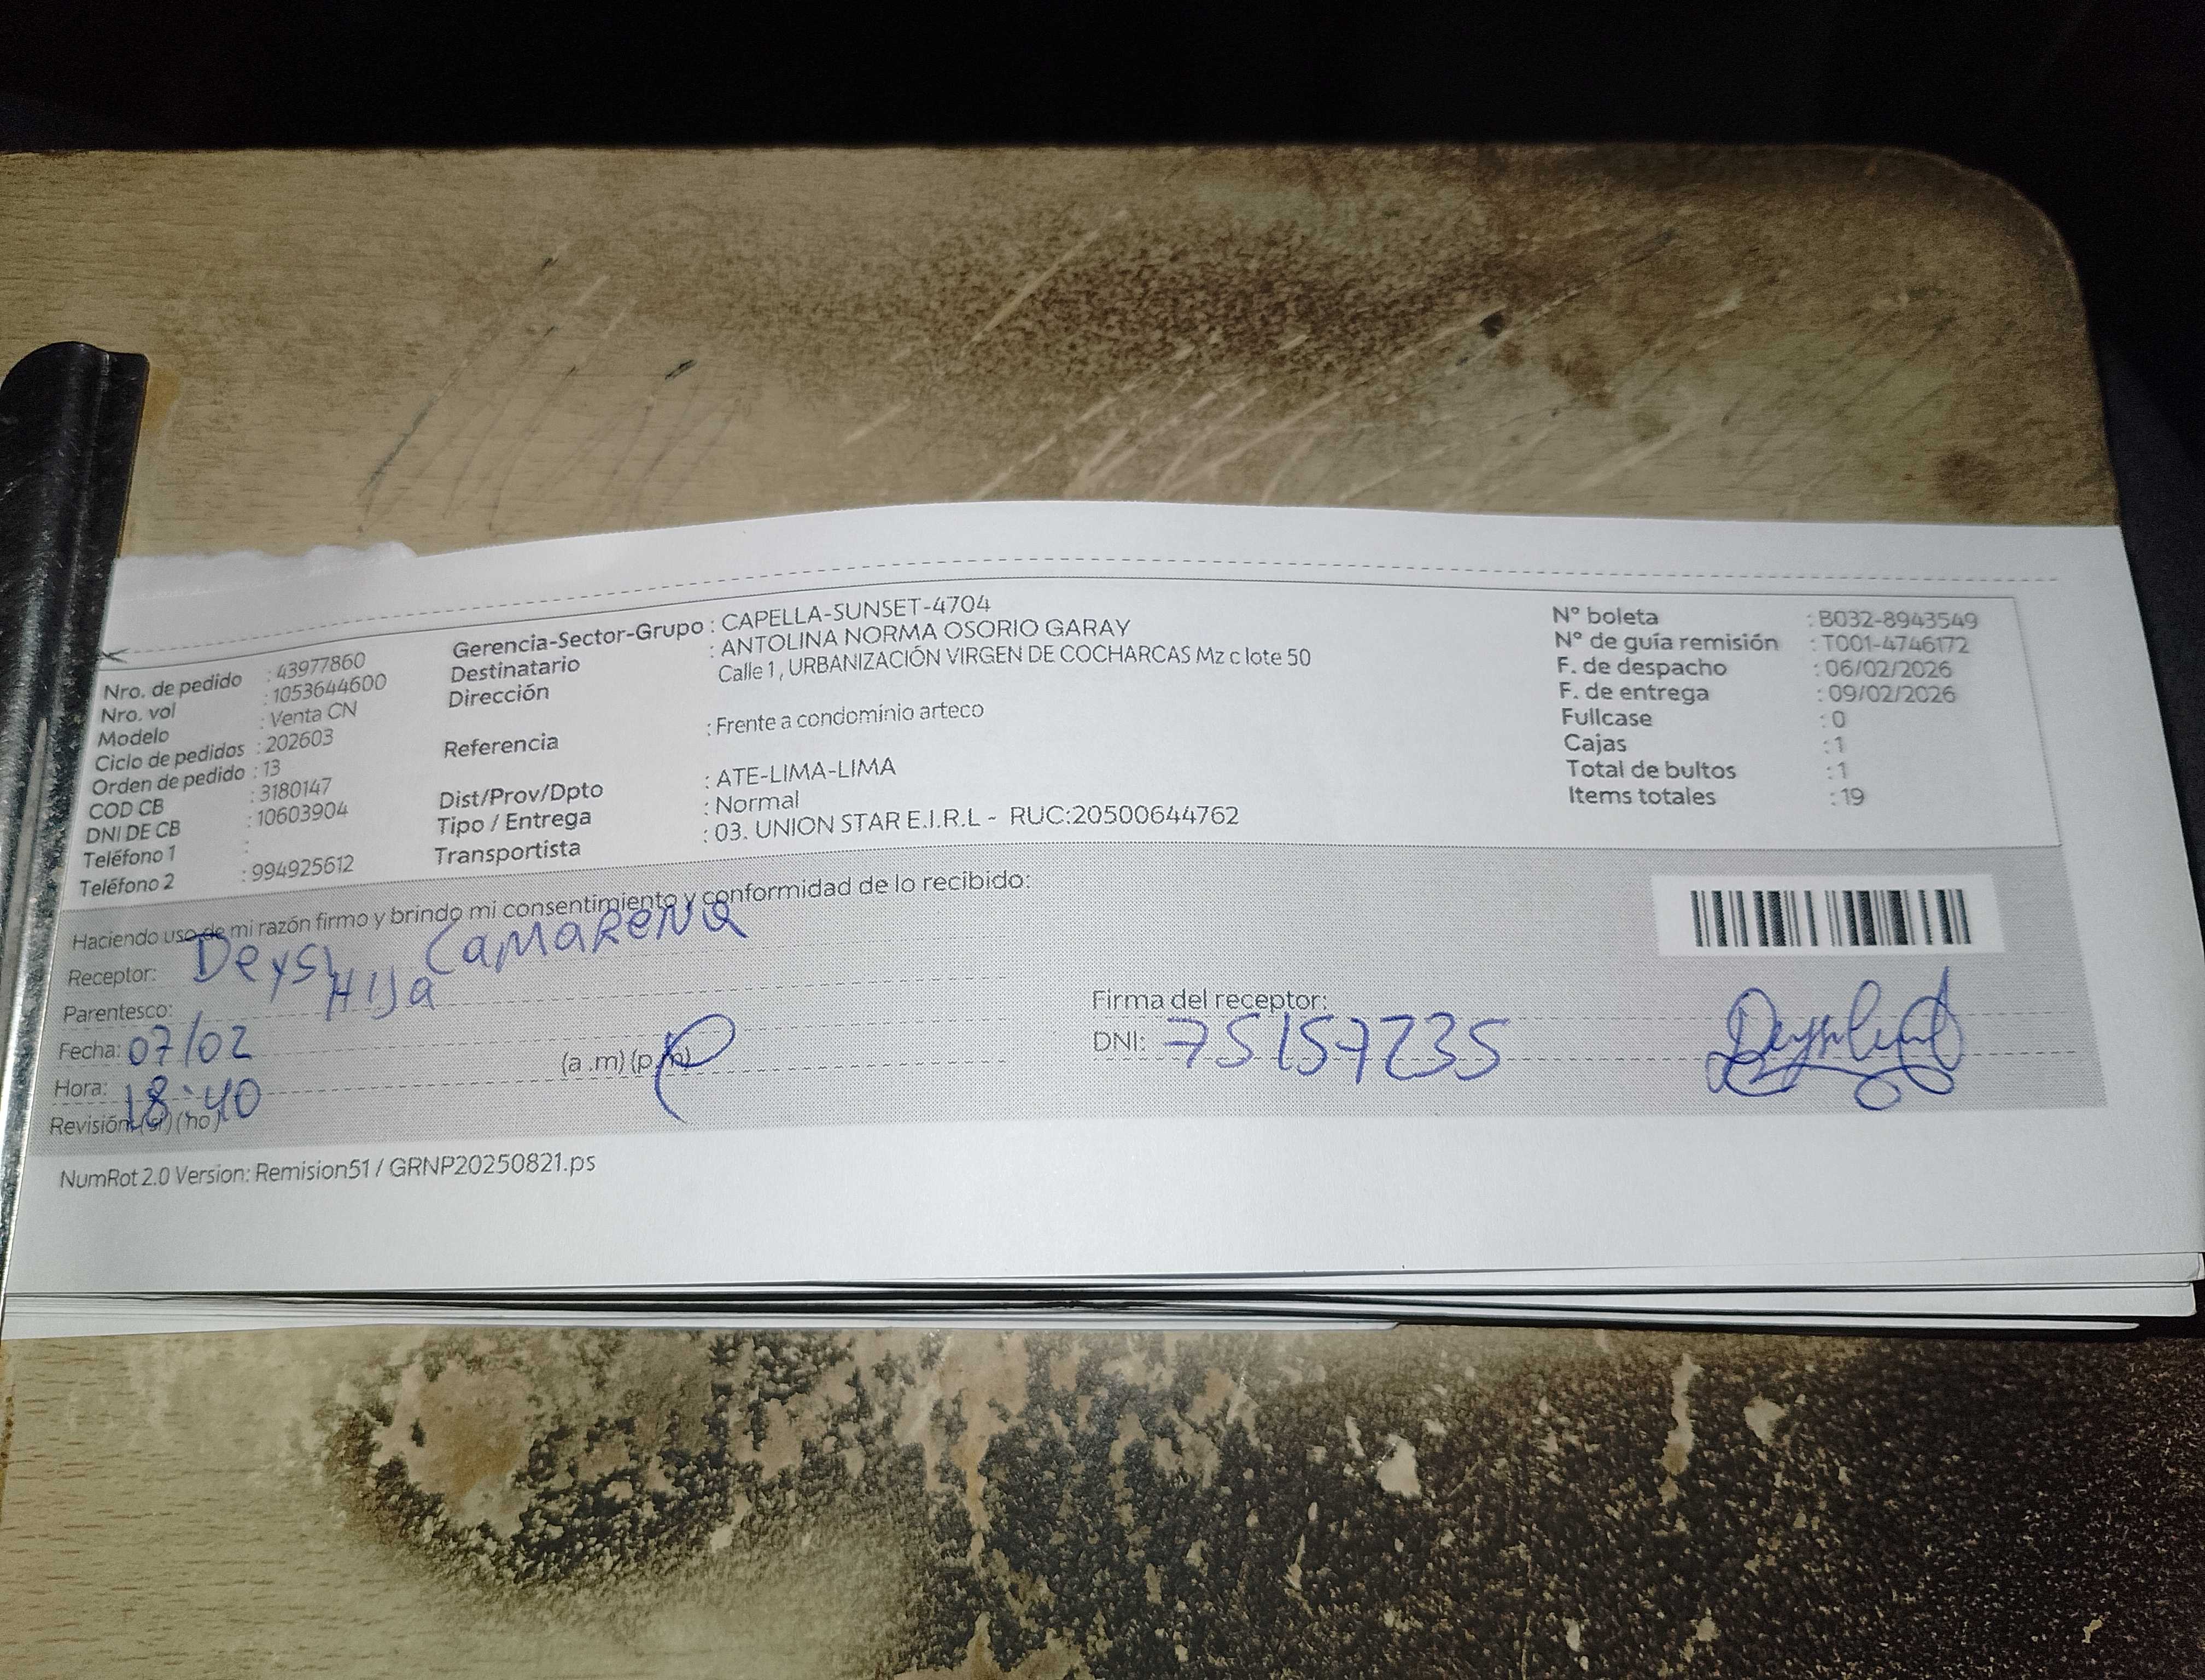 Nro. de pedido : 43977860
Nro. vol : 1053644600
Modelo : Venta CN
Ciclo de pedidos : 202603
Orden de pedido : 13
COD CB : 3180147
DNI DE CB : 10603904
Teléfono 1 :
Teléfono 2 : 994925612
Gerencia-Sector-Grupo : CAPELLA-SUNSET-4704
Destinatario : ANTOLINA NORMA OSORIO GARAY
Dirección Calle 1 , URBANIZACIÓN VIRGEN DE COCHARCAS Mz c lote 50
Referencia : Frente a condominio arteco
Dist/Prov/Dpto : ATE-LIMA-LIMA
Tipo / Entrega : Normal
Transportista : 03. UNION STAR E.I.R.L - RUC:20500644762
N° boleta : B032-8943549
N° de guía remisión : T001-4746172
F. de despacho : 06/02/2026
F. de entrega : 09/02/2026
Fullcase : 0
Cajas : 1
Total de bultos : 1
Items totales : 19
Haciendo uso de mi razón firmo y brindo mi consentimiento y conformidad de lo recibido:
Receptor: Deysi CaMaReNa
Parentesco: HIJa
Fecha: 07/02
Hora: 18:40 (a .m) (p.m)
Revisión: (si) (no)
Firma del receptor:
DNI: 75157235
NumRot 2.0 Version: Remision51 / GRNP20250821.ps